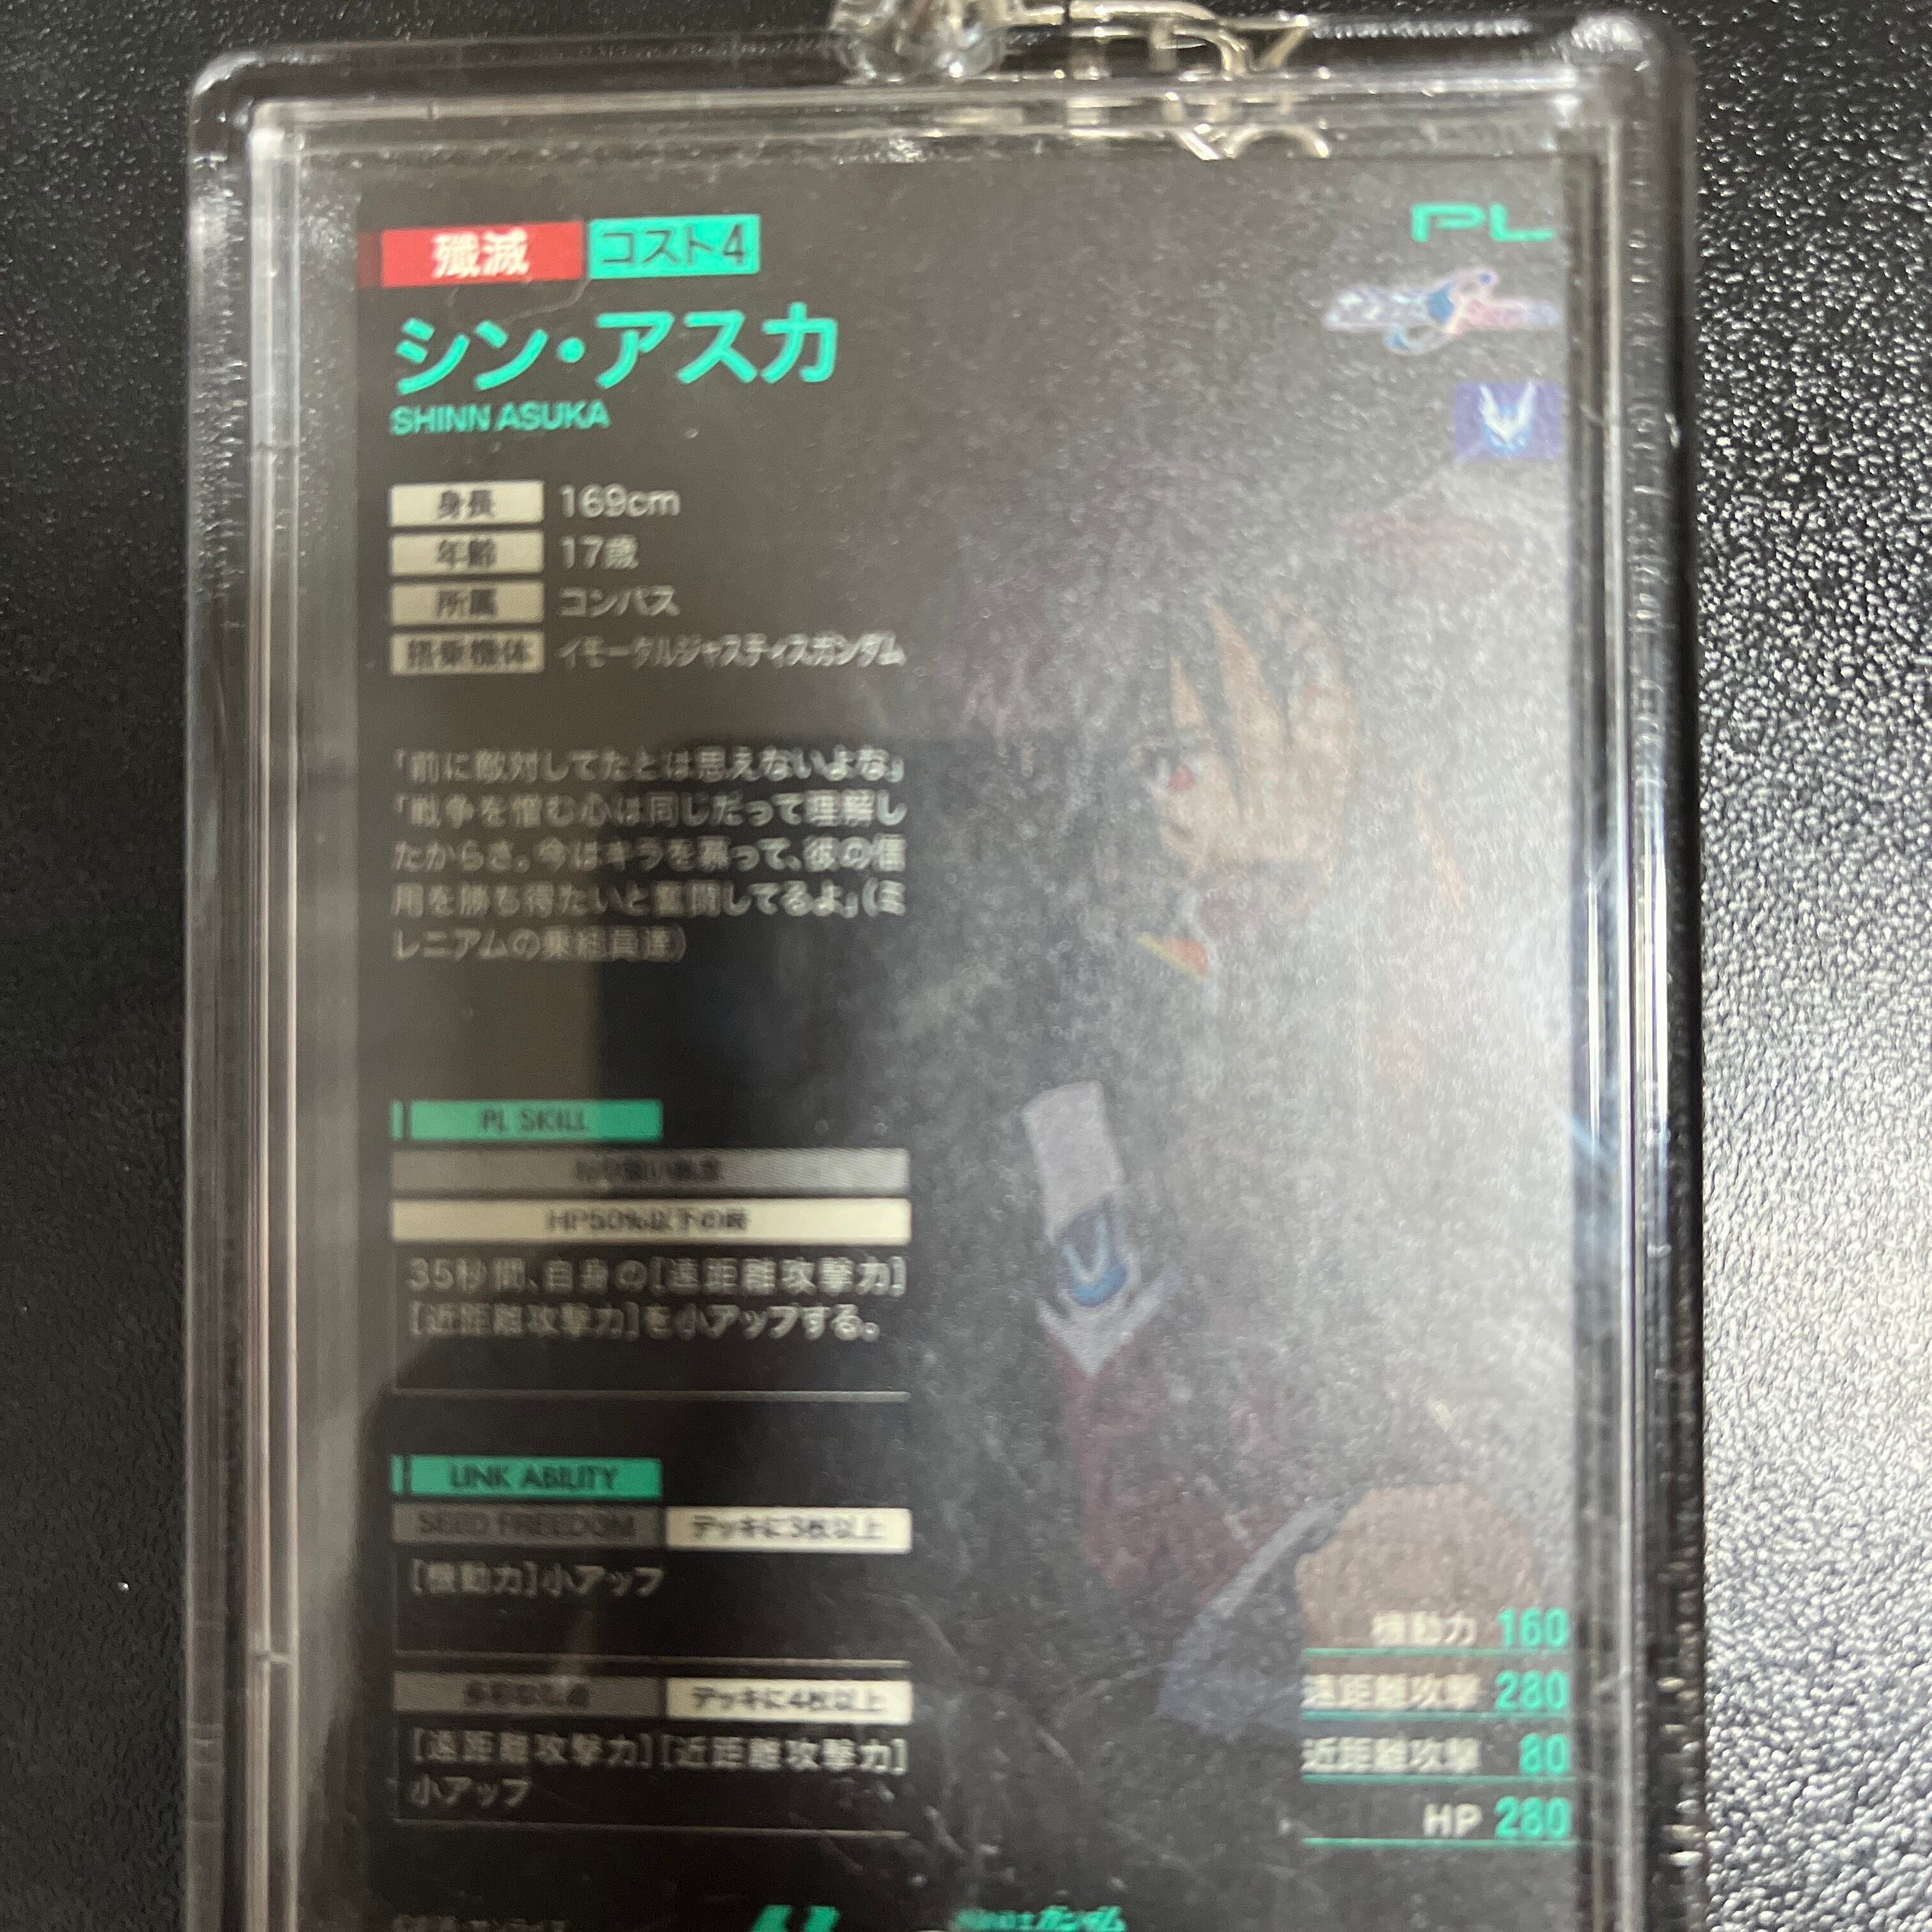 殲滅 コスト4
PL
シン・アスカ
SHINN ASUKA
身長 169cm
年齢 17歳
所属 コンパス
搭乗機体 イモータルジャスティスガンダム
「前に敵対してたとは思えないよな」
「戦争を憎む心は同じだって理解し
たからさ。今はキラを慕って、彼の信
用を勝ち得たいと奮闘してるよ」(ミ
レニアムの乗組員達)
PL SKILL
HP50%以下の時
35秒間、自身の[遠距離攻撃力]
[近距離攻撃力]を小アップする。
LINK ABILITY
SEED FREEDOM デッキに3枚以上
[機動力]小アップ
デッキに4枚以上
[遠距離攻撃力][近距離攻撃力]
小アップ
機動力 160
遠距離攻撃 280
近距離攻撃 80
HP 280